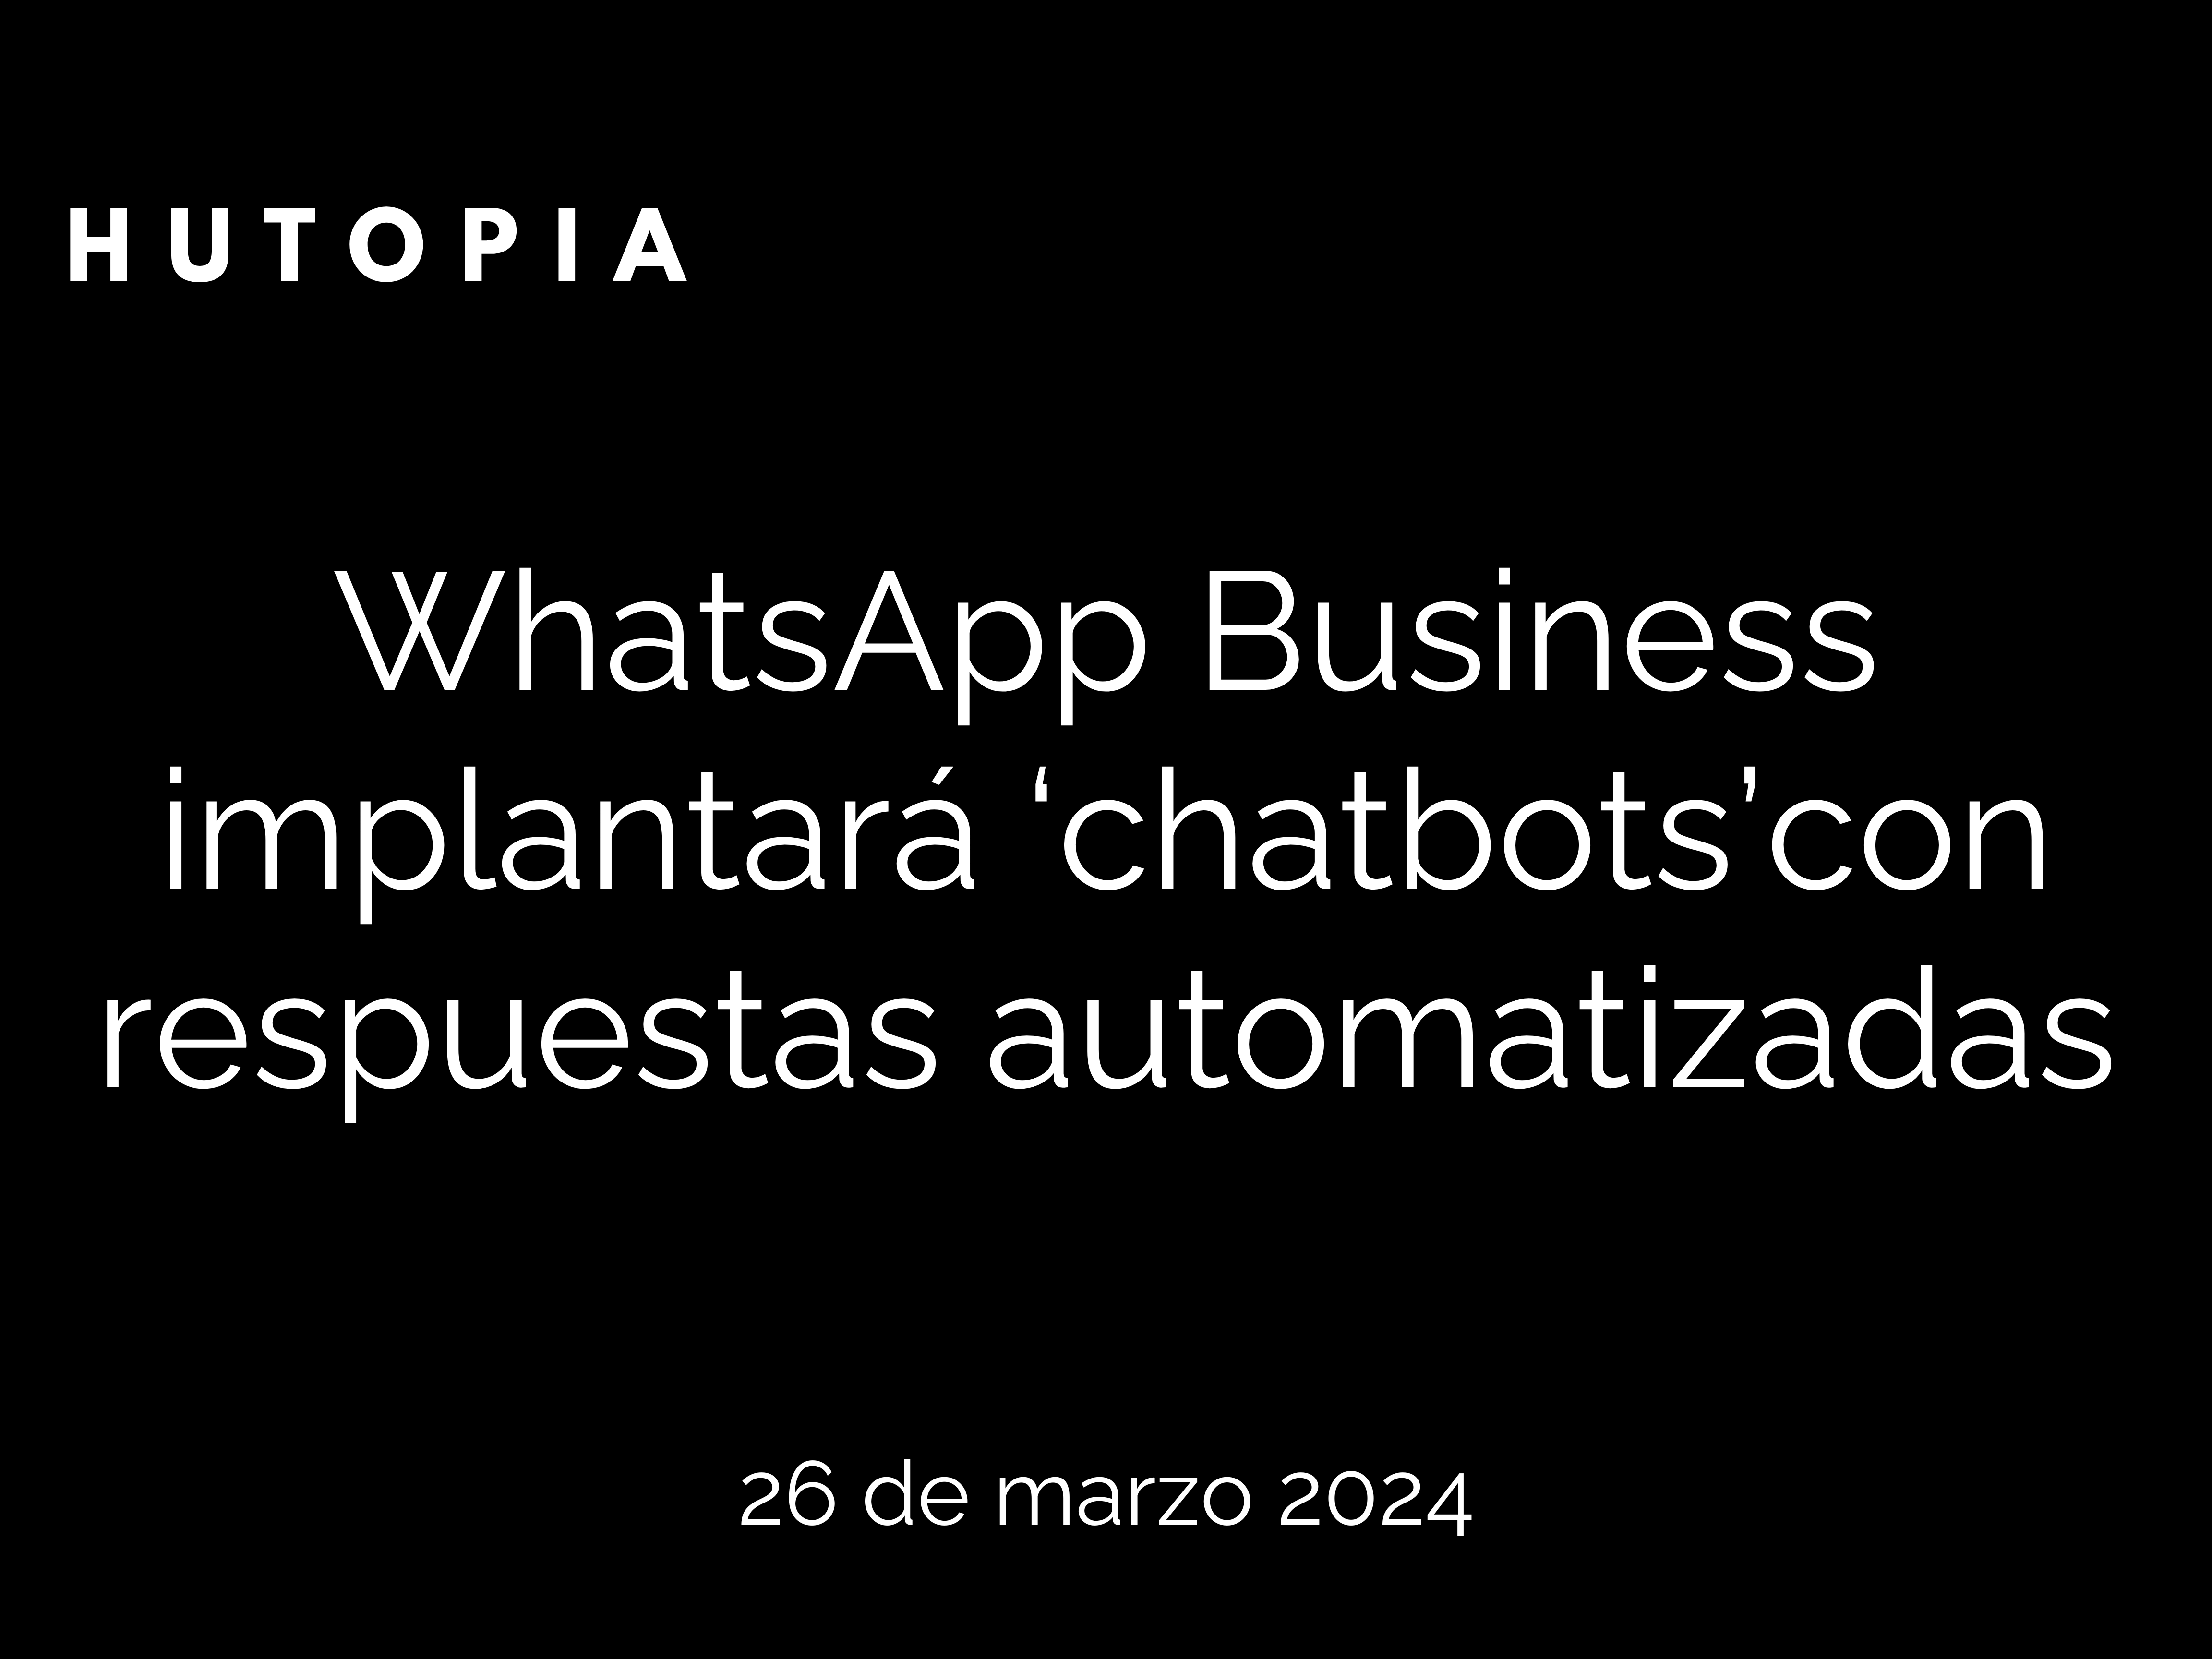 HUTOPIA
WhatsApp Business
implantará ‘chatbots’con
respuestas automatizadas
26 de marzo 2024